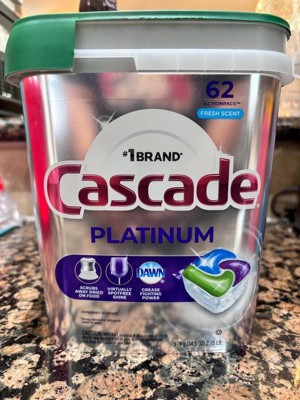 62
ACTIONPACS™
FRESH SCENT
#1 BRAND*
Cascade
PLATINUM
SCRUBS
AWAY DRIED
ON FOOD
VIRTUALLY
SPOTFREE
SHINE
DAWN
GREASE
FIGHTING
POWER